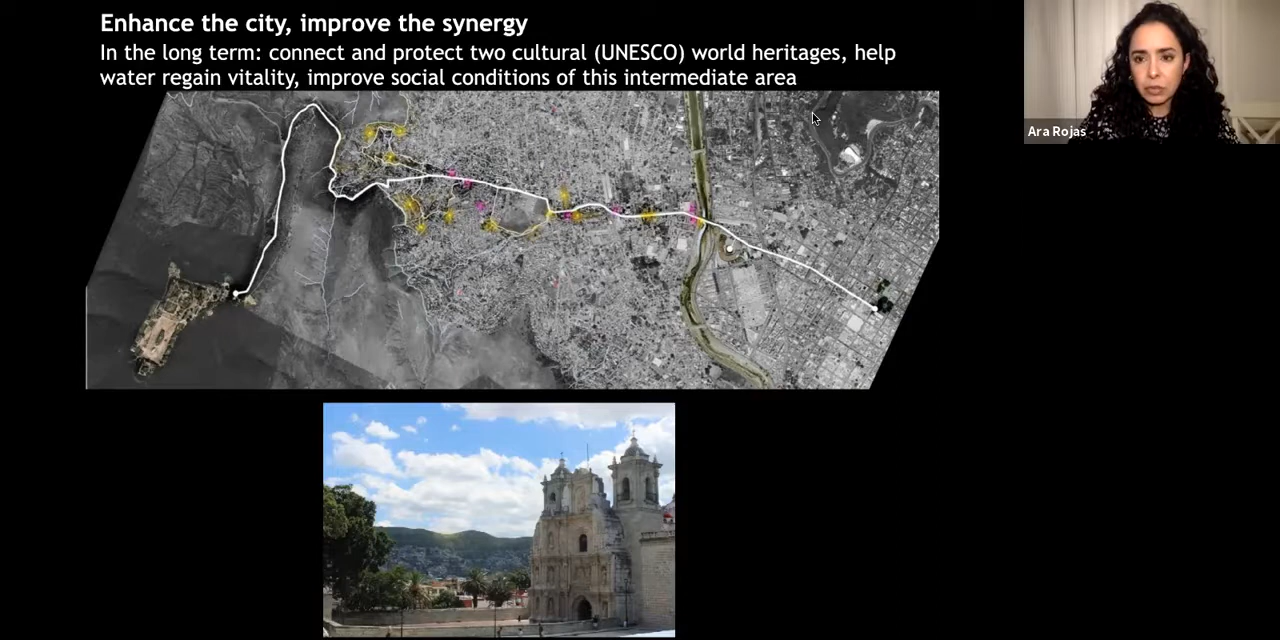 Enhance the city, improve the synergy
In the long term: connect and protect two cultural (UNESCO) world heritages, help
water regain vitality, improve social conditions of this intermediate area
Ara Rojas